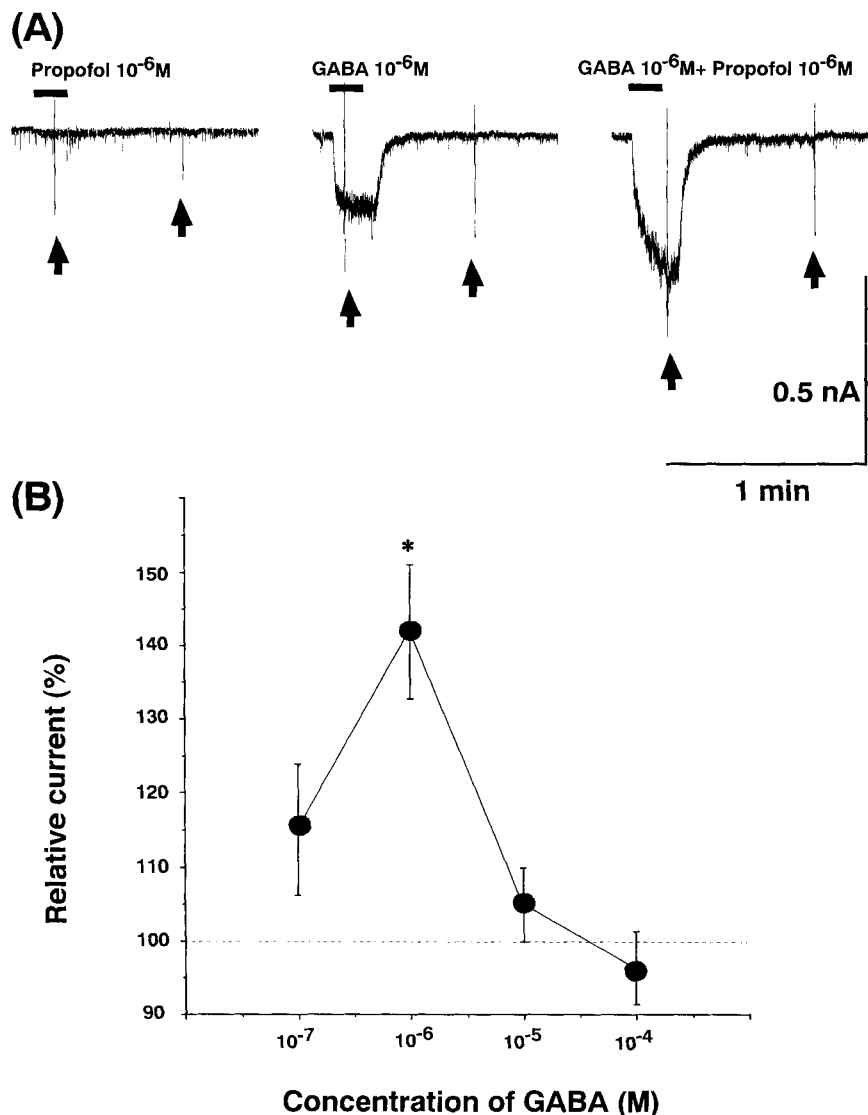 (A)
Propofol 10⁻⁶M
GABA 10⁻⁶M
GABA 10⁻⁶M+ Propofol 10⁻⁶M
0.5 nA
1 min
(B)
*
150
140
130
120
110
100
90
Relative current (%)
10⁻⁷
10⁻⁶
10⁻⁵
10⁻⁴
Concentration of GABA (M)